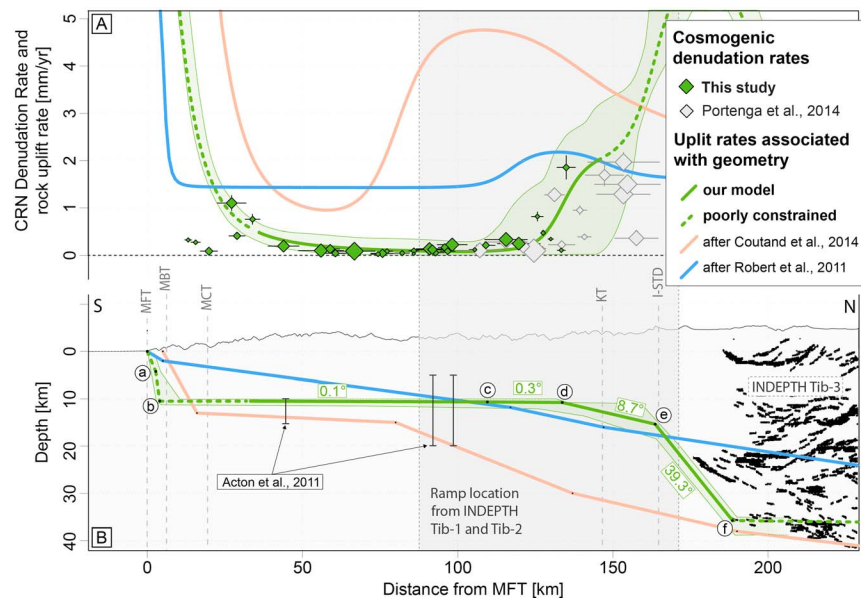 A
CRN Denudation Rate and
rock uplift rate [mm/yr]
5
4
3
2
1
0
Cosmogenic
denudation rates
This study
Portenga et al., 2014
Uplit rates associated
with geometry
our model
poorly constrained
after Coutand et al., 2014
after Robert et al., 2011
MFT
MBT
MCT
KT
I-STD
S
N
a
b
c
d
e
f
0.1°
0.3°
8.7°
39.3°
INDEPTH Tib-3
Acton et al., 2011
Ramp location
from INDEPTH
Tib-1 and Tib-2
B
Depth [km]
0
10
20
30
40
0
50
100
150
200
Distance from MFT [km]